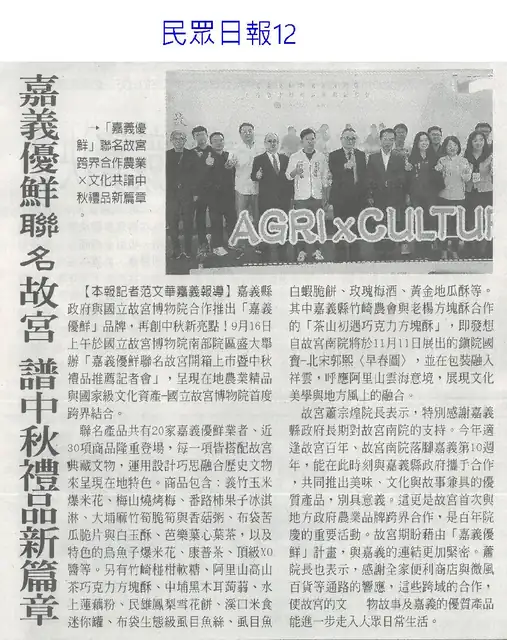 民眾日報12
嘉義優鮮聯名故宮 譜中秋禮品新篇章
→「嘉義優
鮮」聯名故宮
跨界合作農業
×文化共譜中
秋禮品新篇章
。
AGRI x CULTUR
【本報記者范文華嘉義報導】嘉義縣
政府與國立故宮博物院合作推出「嘉義
優鮮」品牌，再創中秋新亮點！9月16日
上午於國立故宮博物院南部院區盛大舉
辦「嘉義優鮮聯名故宮開箱上市暨中秋
禮品推薦記者會」，呈現在地農業精品
與國家級文化資產-國立故宮博物院首度
跨界結合。
聯名產品共有20家嘉義優鮮業者、近
30項商品隆重登場，每一項皆搭配故宮
典藏文物，運用設計巧思融合歷史文物
來呈現在地特色。商品包含：義竹玉米
爆米花、梅山燒烤梅、番路柿果子冰淇
淋、大埔麻竹筍脆筍與香菇粥、布袋苦
瓜脆片與白玉酥、芭樂葉心葉茶，以及
特色的烏魚子爆米花、康普茶、頂級XO
醬等。另有竹崎椪柑軟糖、阿里山高山
茶巧克力方塊酥、中埔黑木耳蒟蒻、水
上蓮藕粉、民雄鳳梨雪花餅、溪口米食
迷你罐、布袋生態級虱目魚絲、虱目魚
白蝦脆餅、玫瑰梅酒、黃金地瓜酥等。
其中嘉義縣竹崎農會與老楊方塊酥合作
的「茶山初遇巧克力方塊酥」，即發想
自故宮南院將於11月11日展出的鎮院國
寶-北宋郭熙〈早春圖〉，並在包裝融入
祥雲，呼應阿里山雲海意境，展現文化
美學與地方風土的融合。
故宮蕭宗煌院長表示，特別感謝嘉義
縣政府長期對故宮南院的支持。今年適
逢故宮百年、故宮南院落腳嘉義第10週
年，能在此時刻與嘉義縣政府攜手合作
，共同推出美味、文化與故事兼具的優
質產品，別具意義。這更是故宮首次與
地方政府農業品牌跨界合作，是百年院
慶的重要活動。故宮期盼藉由「嘉義優
鮮」計畫，與嘉義的連結更加緊密。蕭
院長也表示，感謝全家便利商店與微風
百貨等通路的響應，這些跨域的合作，
使故宮的文　物故事及嘉義的優質產品
能進一步走入人眾日常生活。